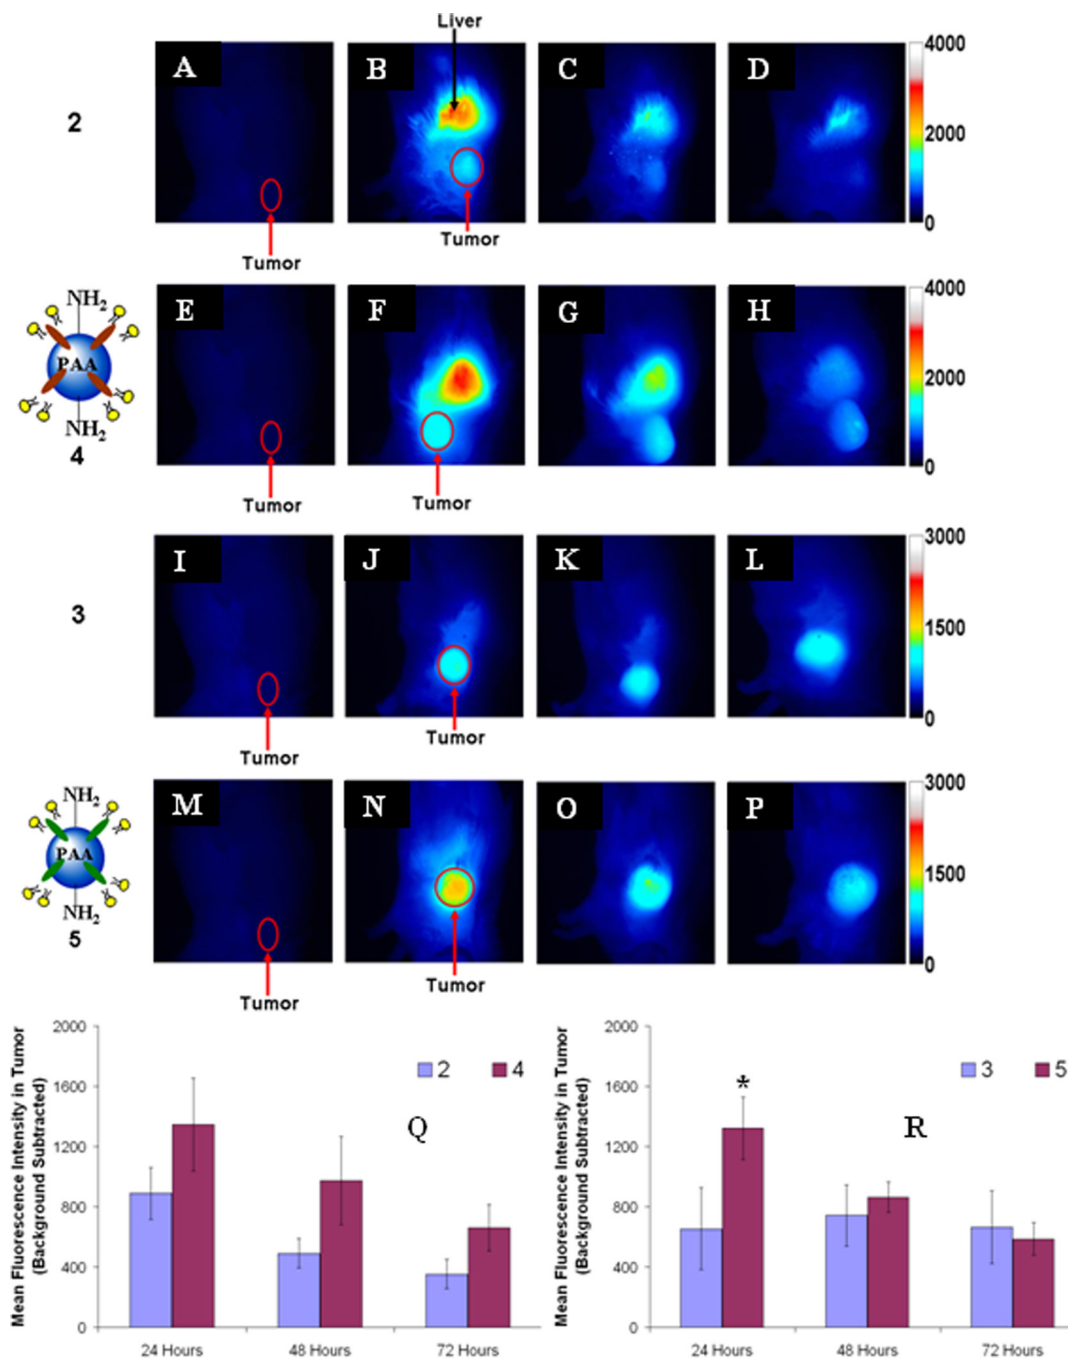 Liver
A
B
C
D
4000
2000
0
2
Tumor
Tumor
NH2
PAA
NH2
4
E
F
G
H
4000
2000
0
Tumor
Tumor
3
I
J
K
L
3000
1500
0
Tumor
Tumor
NH2
PAA
NH2
5
M
N
O
P
3000
1500
0
Tumor
Tumor
Mean Fluorescence Intensity in Tumor
(Background Subtracted)
2000
1600
1200
800
400
0
2
4
Q
24 Hours
48 Hours
72 Hours
Mean Fluorescence Intensity in Tumor
(Background Subtracted)
2000
1600
1200
800
400
0
3
5
*
R
24 Hours
48 Hours
72 Hours